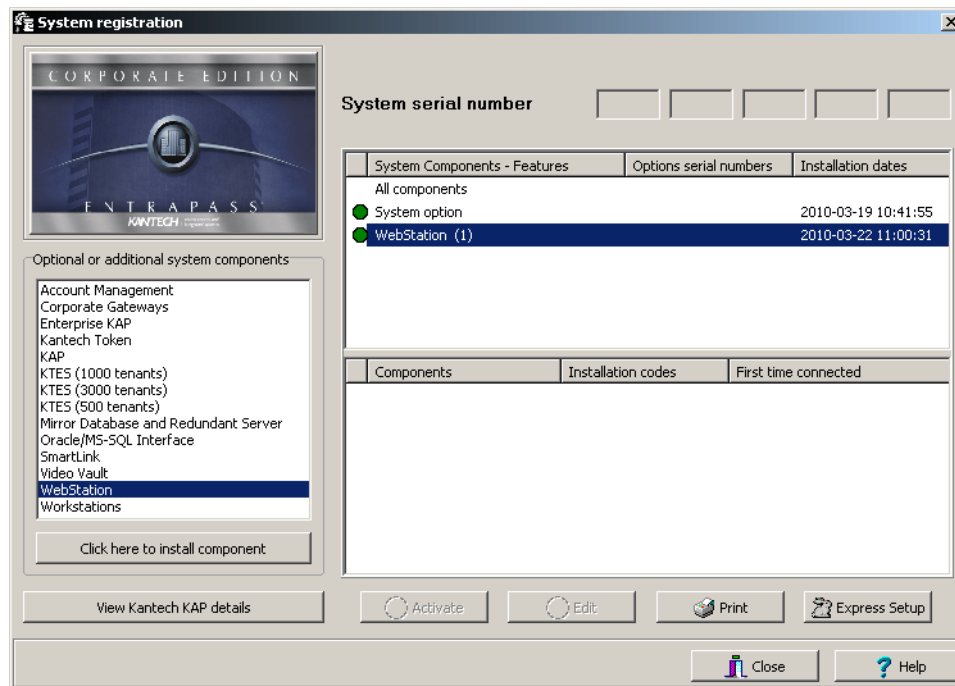 System registration
CORPORATE EDITION
ENTRAPASS
KANTECH
System serial number
System Components - Features Options serial numbers Installation dates
All components
System option 2010-03-19 10:41:55
WebStation (1) 2010-03-22 11:00:31
Optional or additional system components
Account Management
Corporate Gateways
Enterprise KAP
Kantech Token
KAP
KTES (1000 tenants)
KTES (3000 tenants)
KTES (500 tenants)
Mirror Database and Redundant Server
Oracle/MS-SQL Interface
SmartLink
Video Vault
WebStation
Workstations
Click here to install component
Components Installation codes First time connected
View Kantech KAP details
Activate Edit Print Express Setup
Close Help